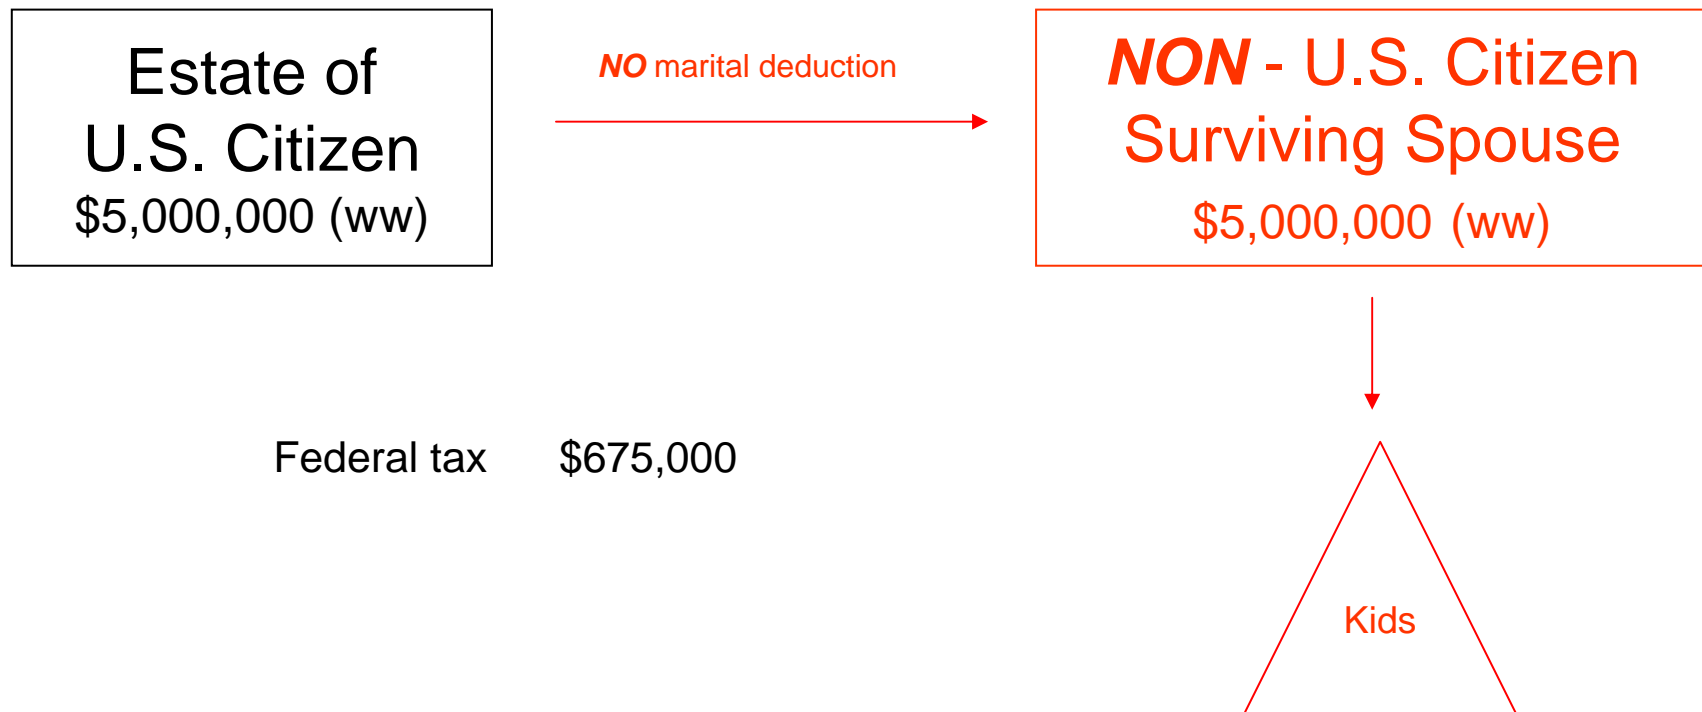 Estate of
U.S. Citizen
$5,000,000 (ww)
NO marital deduction
NON - U.S. Citizen
Surviving Spouse
$5,000,000 (ww)
Federal tax $675,000
Kids